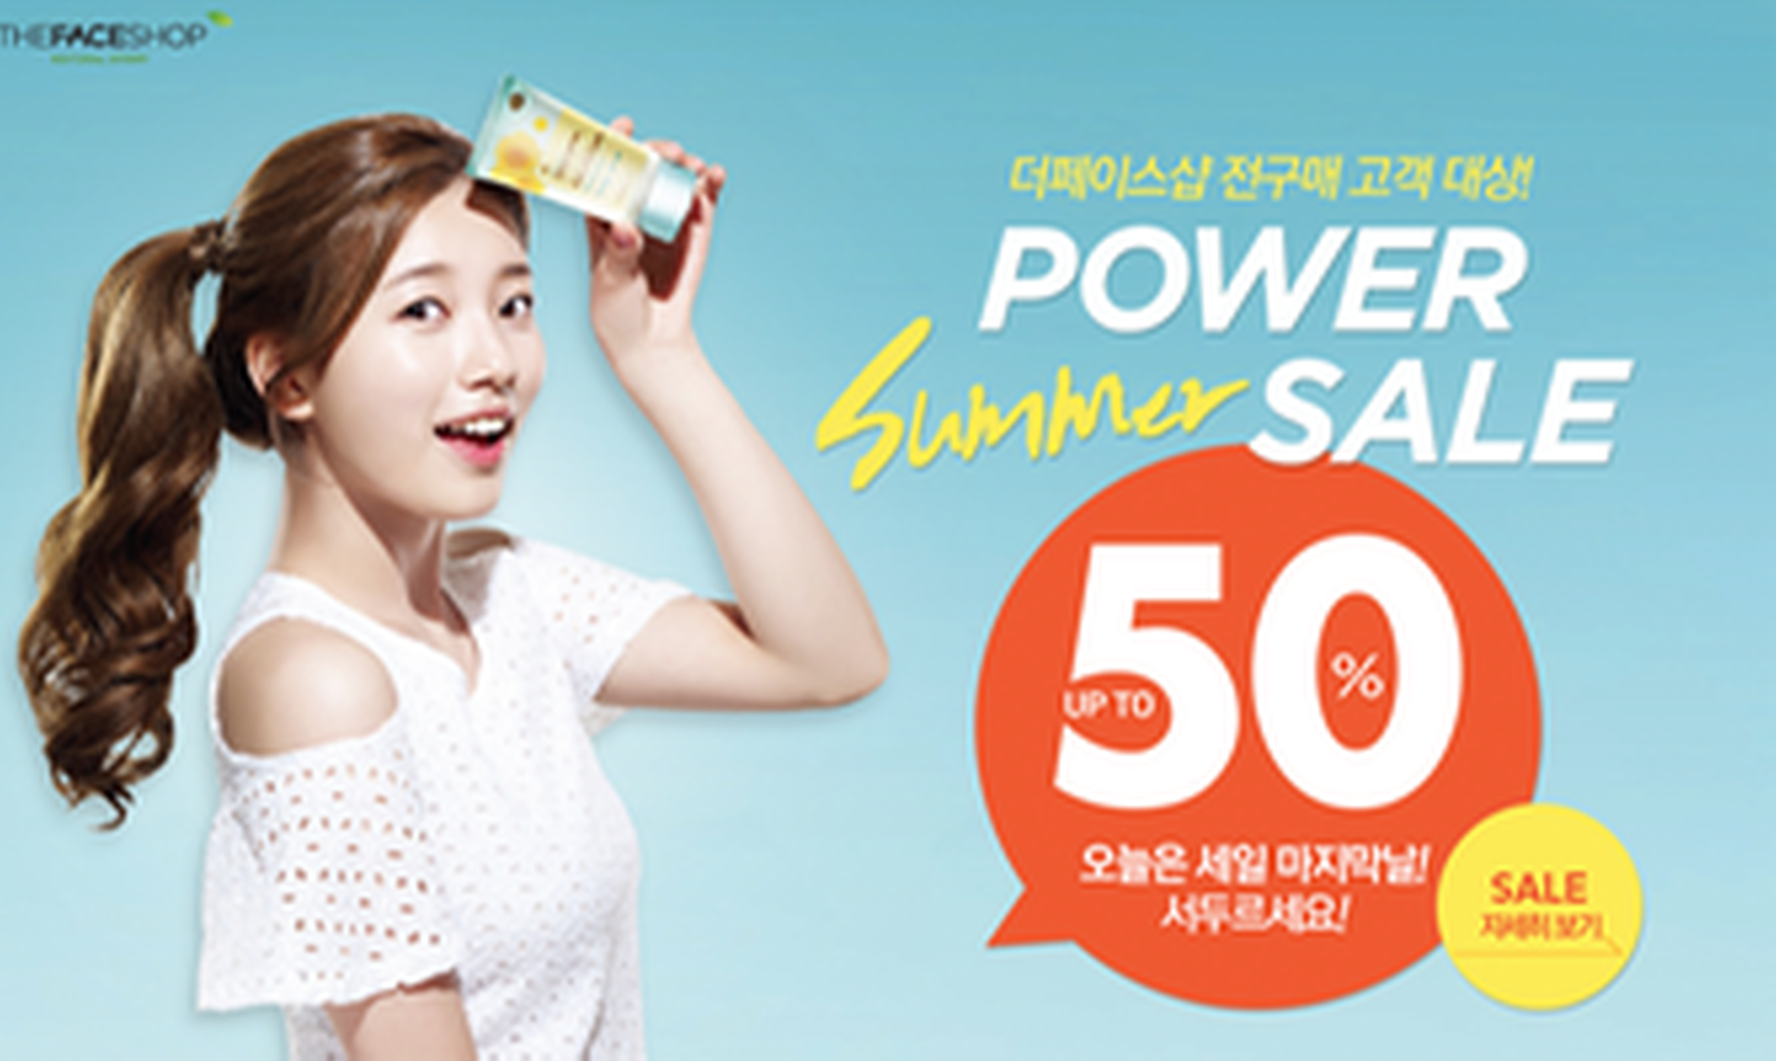 THEFACESHOP
더페이스샵 전구매 고객 대상!
POWER
Summer SALE
UP TO 50%
오늘은 세일 마지막날!
서두르세요!
SALE
자세히 보기